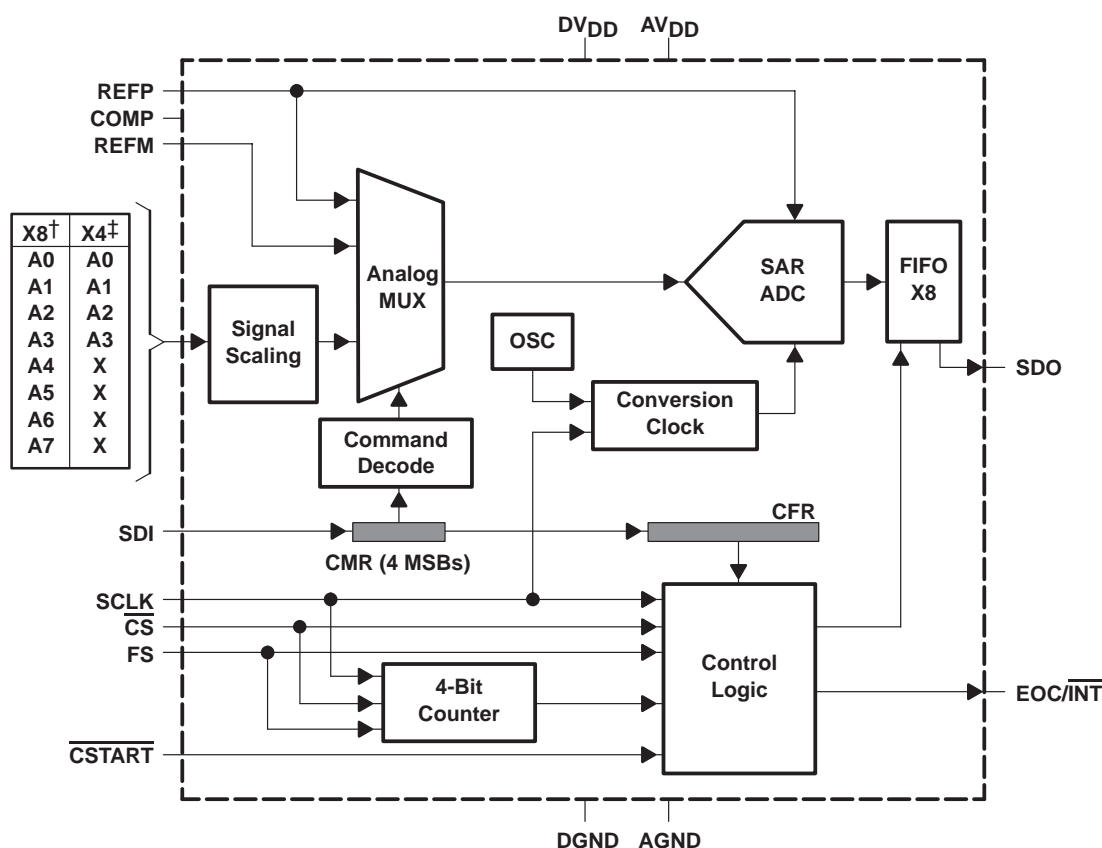 DVDD AVDD
REFP
COMP
REFM
X8† X4‡
A0 A0
A1 A1
A2 A2
A3 A3
A4 X
A5 X
A6 X
A7 X
Signal
Scaling
Analog
MUX
SAR
ADC
FIFO
X8
OSC
Conversion
Clock
Command
Decode
SDO
SDI
CMR (4 MSBs)
CFR
SCLK
CS
FS
4-Bit
Counter
Control
Logic
EOC/INT
CSTART
DGND AGND